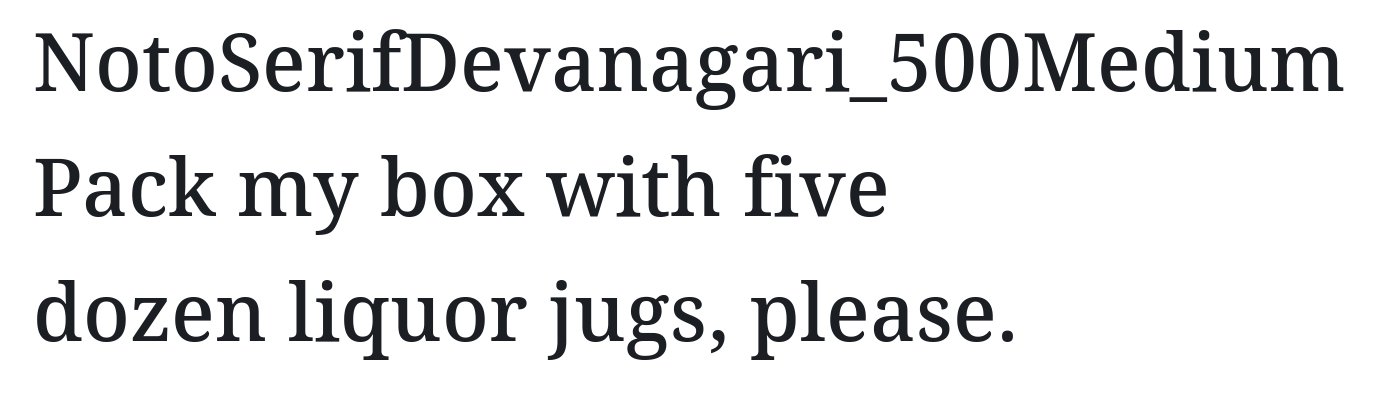 NotoSerifDevanagari_500Medium
Pack my box with five
dozen liquor jugs, please.